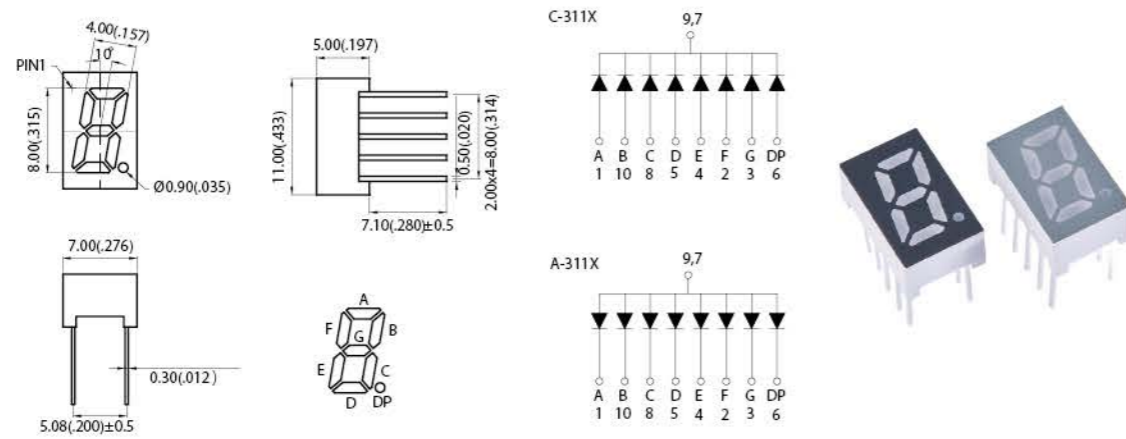 4.00(.157)
10°
PIN1
8.00(.315)
Ø0.90(.035)
5.00(.197)
11.00(.433)
0.50(.020)
2.00x4=8.00(.314)
7.10(.280)±0.5
C-311X
9,7
A B C D E F G DP
1 10 8 5 4 2 3 6
7.00(.276)
0.30(.012)
5.08(.200)±0.5
A
F B
G
E C
D DP
A-311X
9,7
A B C D E F G DP
1 10 8 5 4 2 3 6